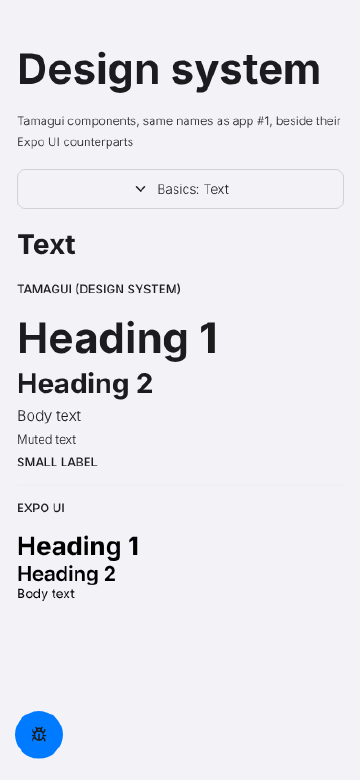 Design system
Tamagui components, same names as app #1, beside their
Expo UI counterparts
Basics: Text
Text
TAMAGUI (DESIGN SYSTEM)
Heading 1
Heading 2
Body text
Muted text
SMALL LABEL
EXPO UI
Heading 1
Heading 2
Body text